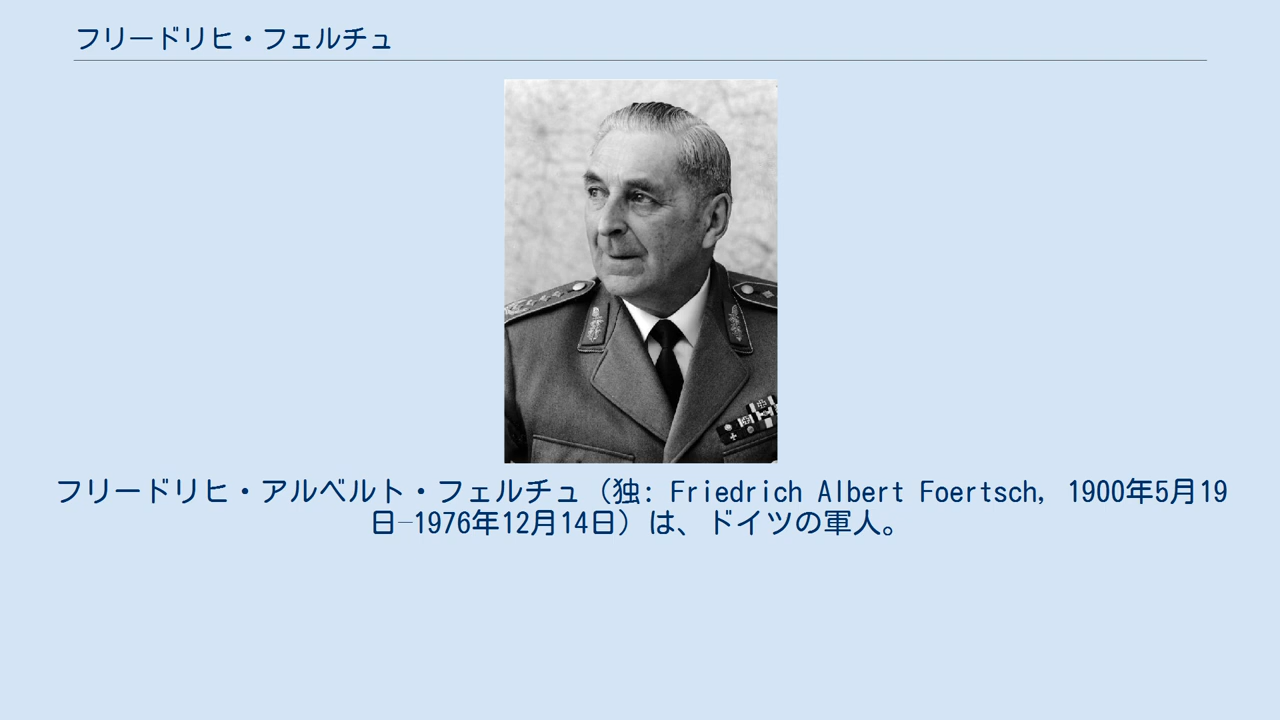 フリードリヒ・フェルチュ
フリードリヒ・アルベルト・フェルチュ（独: Friedrich Albert Foertsch, 1900年5月19
日–1976年12月14日）は、ドイツの軍人。